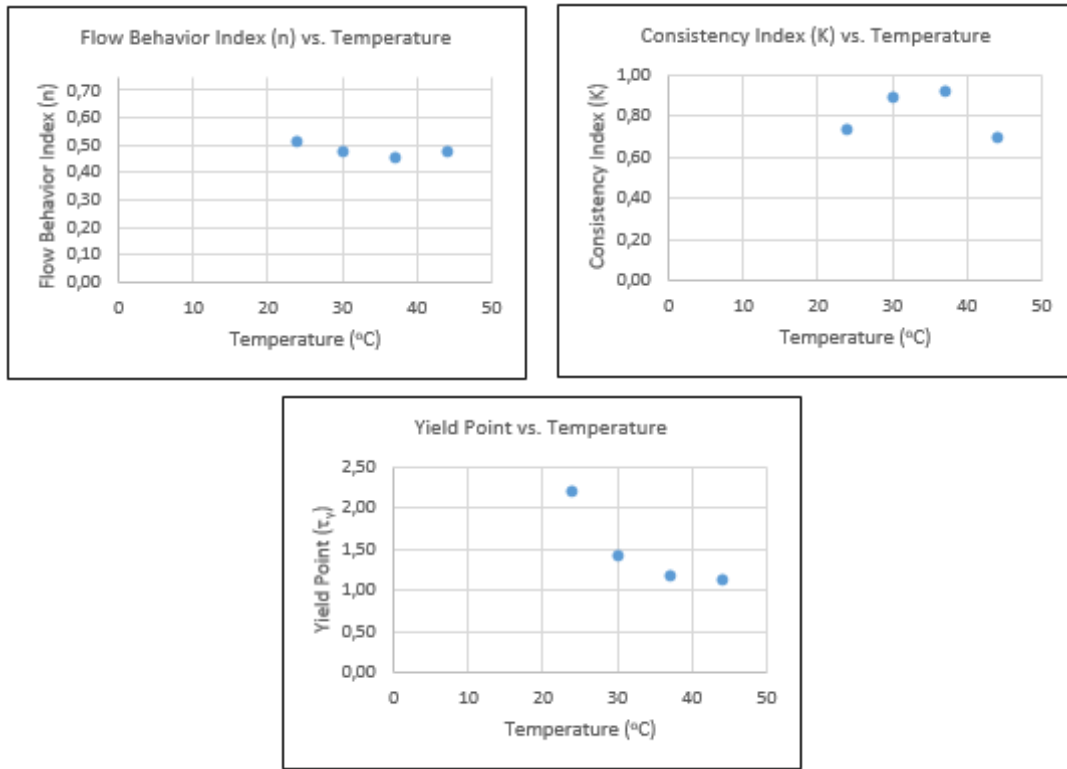 Flow Behavior Index (n) vs. Temperature
Flow Behavior Index (n)
0,70
0,60
0,50
0,40
0,30
0,20
0,10
0,00
0 10 20 30 40 50
Temperature (°C)
Consistency Index (K) vs. Temperature
Consistency Index (K)
1,00
0,80
0,60
0,40
0,20
0,00
0 10 20 30 40 50
Temperature (°C)
Yield Point vs. Temperature
Yield Point (τᵧ)
2,50
2,00
1,50
1,00
0,50
0,00
0 10 20 30 40 50
Temperature (°C)